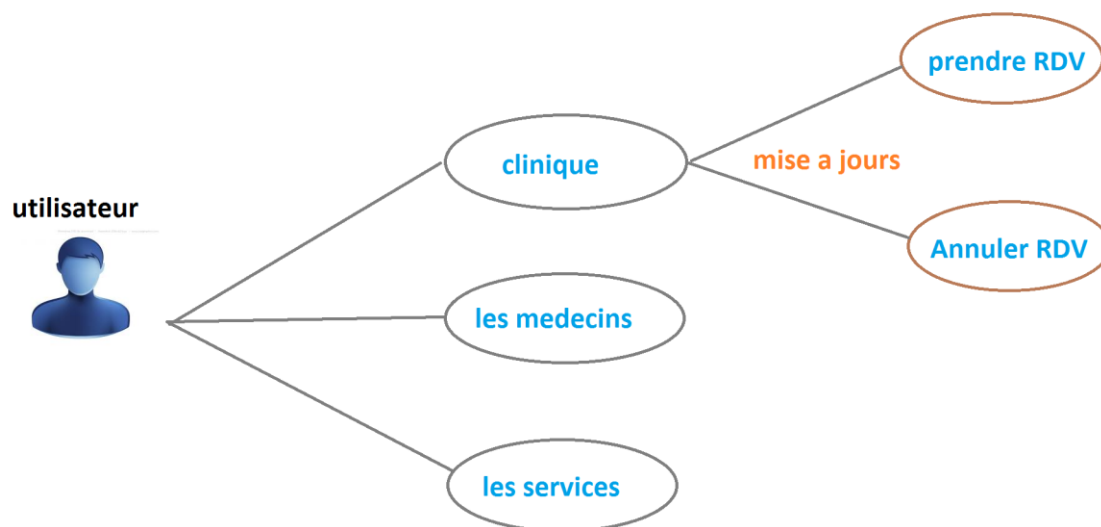 prendre RDV
clinique
mise a jours
utilisateur
Annuler RDV
les medecins
les services